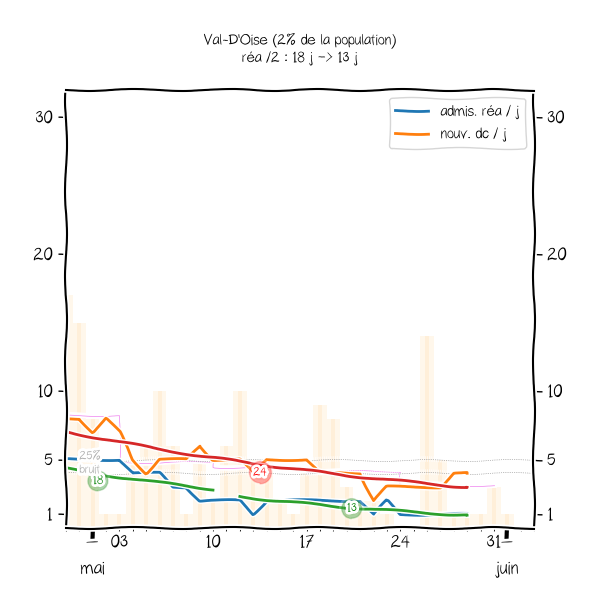 Val-D'Oise (2% de la population)
réa /2 : 18 j -> 13 j
admis. réa / j
nouv. dc / j
30
30
20
20
10
10
25%
5
5
bruit
24
18
13
1
1
03
10
17
24
31
mai
juin